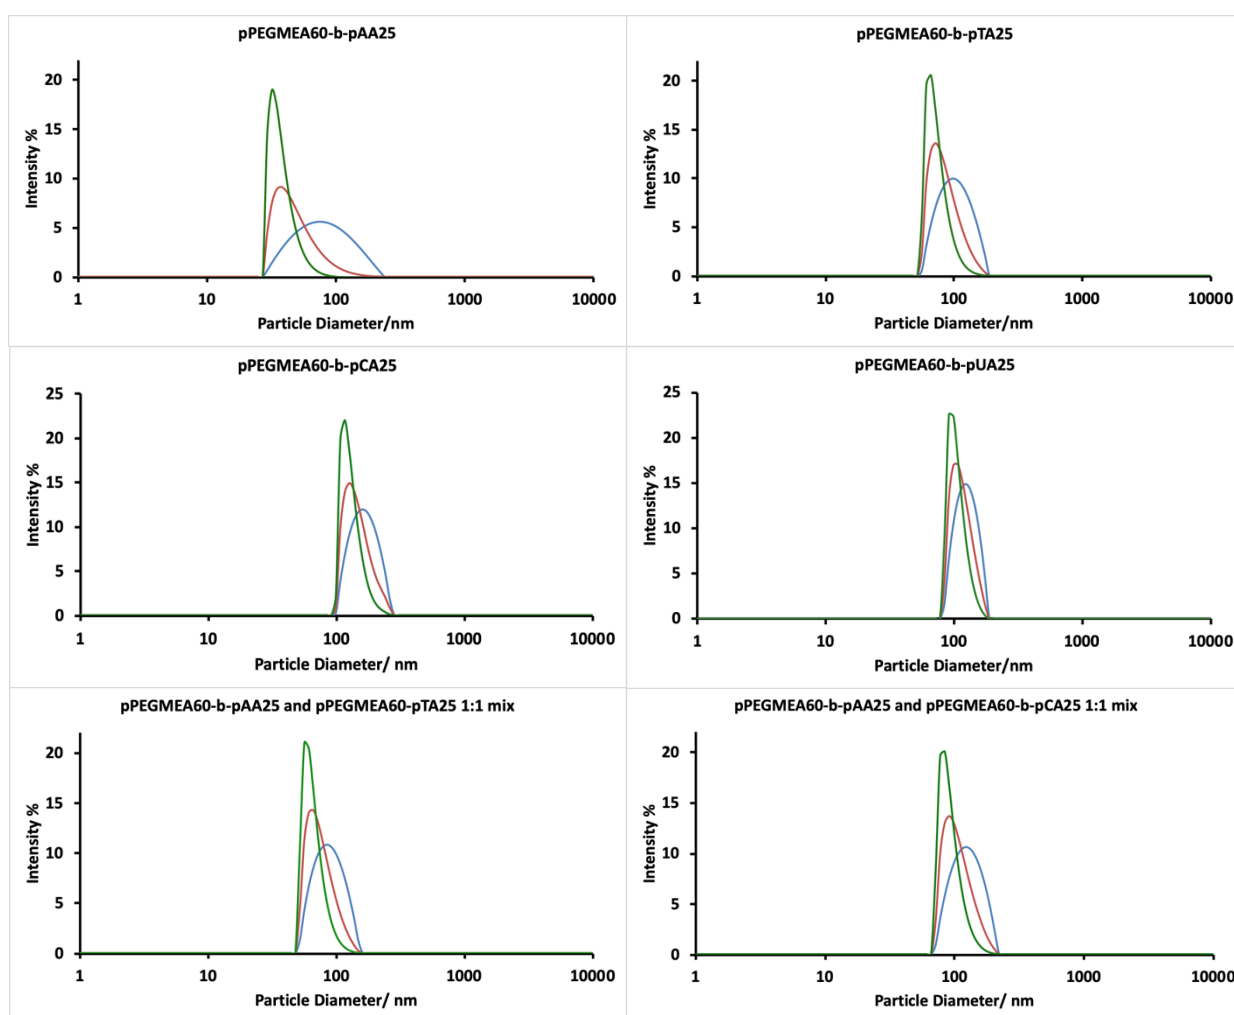 pPEGMEA60-b-pAA25
20
15
10
5
0
Intensity %
1 10 100 1000 10000
Particle Diameter/nm
pPEGMEA60-b-pTA25
20
15
10
5
0
Intensity %
1 10 100 1000 10000
Particle Diameter/nm
pPEGMEA60-b-pCA25
25
20
15
10
5
0
Intensity %
1 10 100 1000 10000
Particle Diameter/ nm
pPEGMEA60-b-pUA25
25
20
15
10
5
0
Intensity %
1 10 100 1000 10000
Particle Diameter/ nm
pPEGMEA60-b-pAA25 and pPEGMEA60-pTA25 1:1 mix
20
15
10
5
0
Intensity %
1 10 100 1000 10000
Particle Diameter/ nm
pPEGMEA60-b-pAA25 and pPEGMEA60-b-pCA25 1:1 mix
20
15
10
5
0
Intensity %
1 10 100 1000 10000
Particle Diameter/ nm